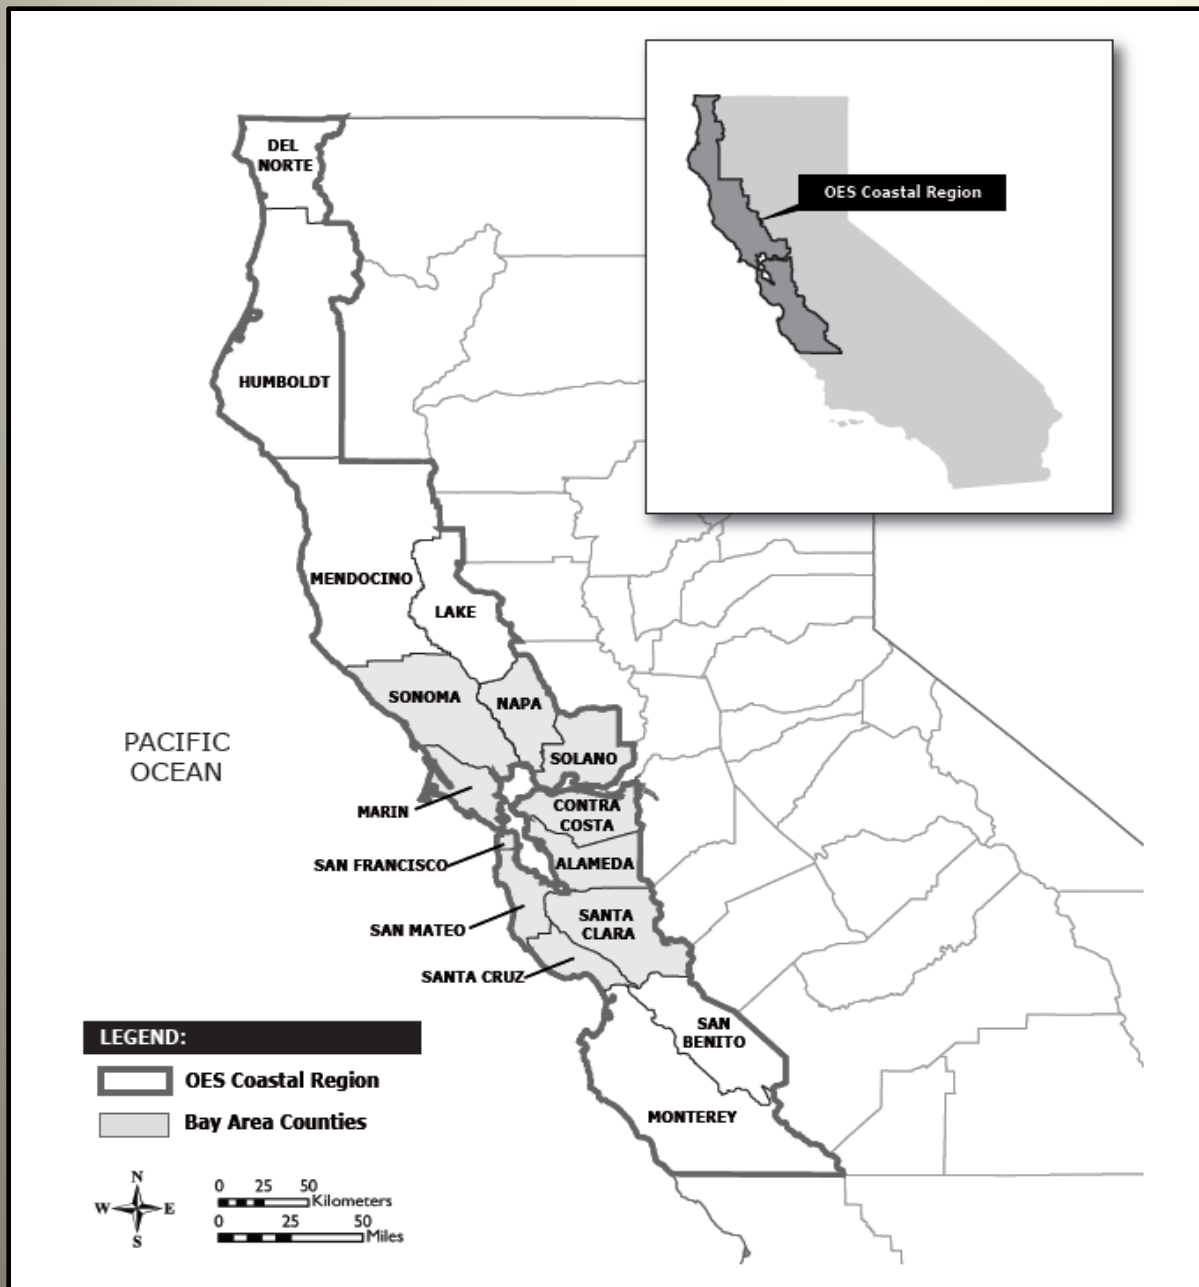 OES Coastal Region
DEL
NORTE
HUMBOLDT
MENDOCINO
LAKE
SONOMA
NAPA
SOLANO
PACIFIC
OCEAN
MARIN
CONTRA
COSTA
SAN FRANCISCO
ALAMEDA
SAN MATEO
SANTA
CLARA
SANTA CRUZ
SAN
BENITO
MONTEREY
LEGEND:
OES Coastal Region
Bay Area Counties
N
W E
S
0 25 50
Kilometers
0 25 50
Miles